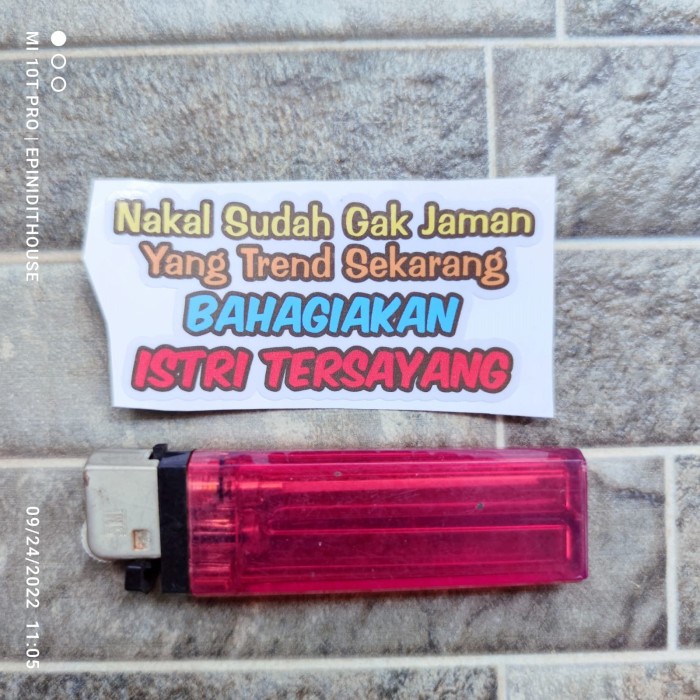 Nakal Sudah Gak Jaman
Yang Trend Sekarang
BAHAGIAKAN
ISTRI TERSAYANG
MI 10T PRO | EPINIDITHOUSE
09/24/2022 11:05